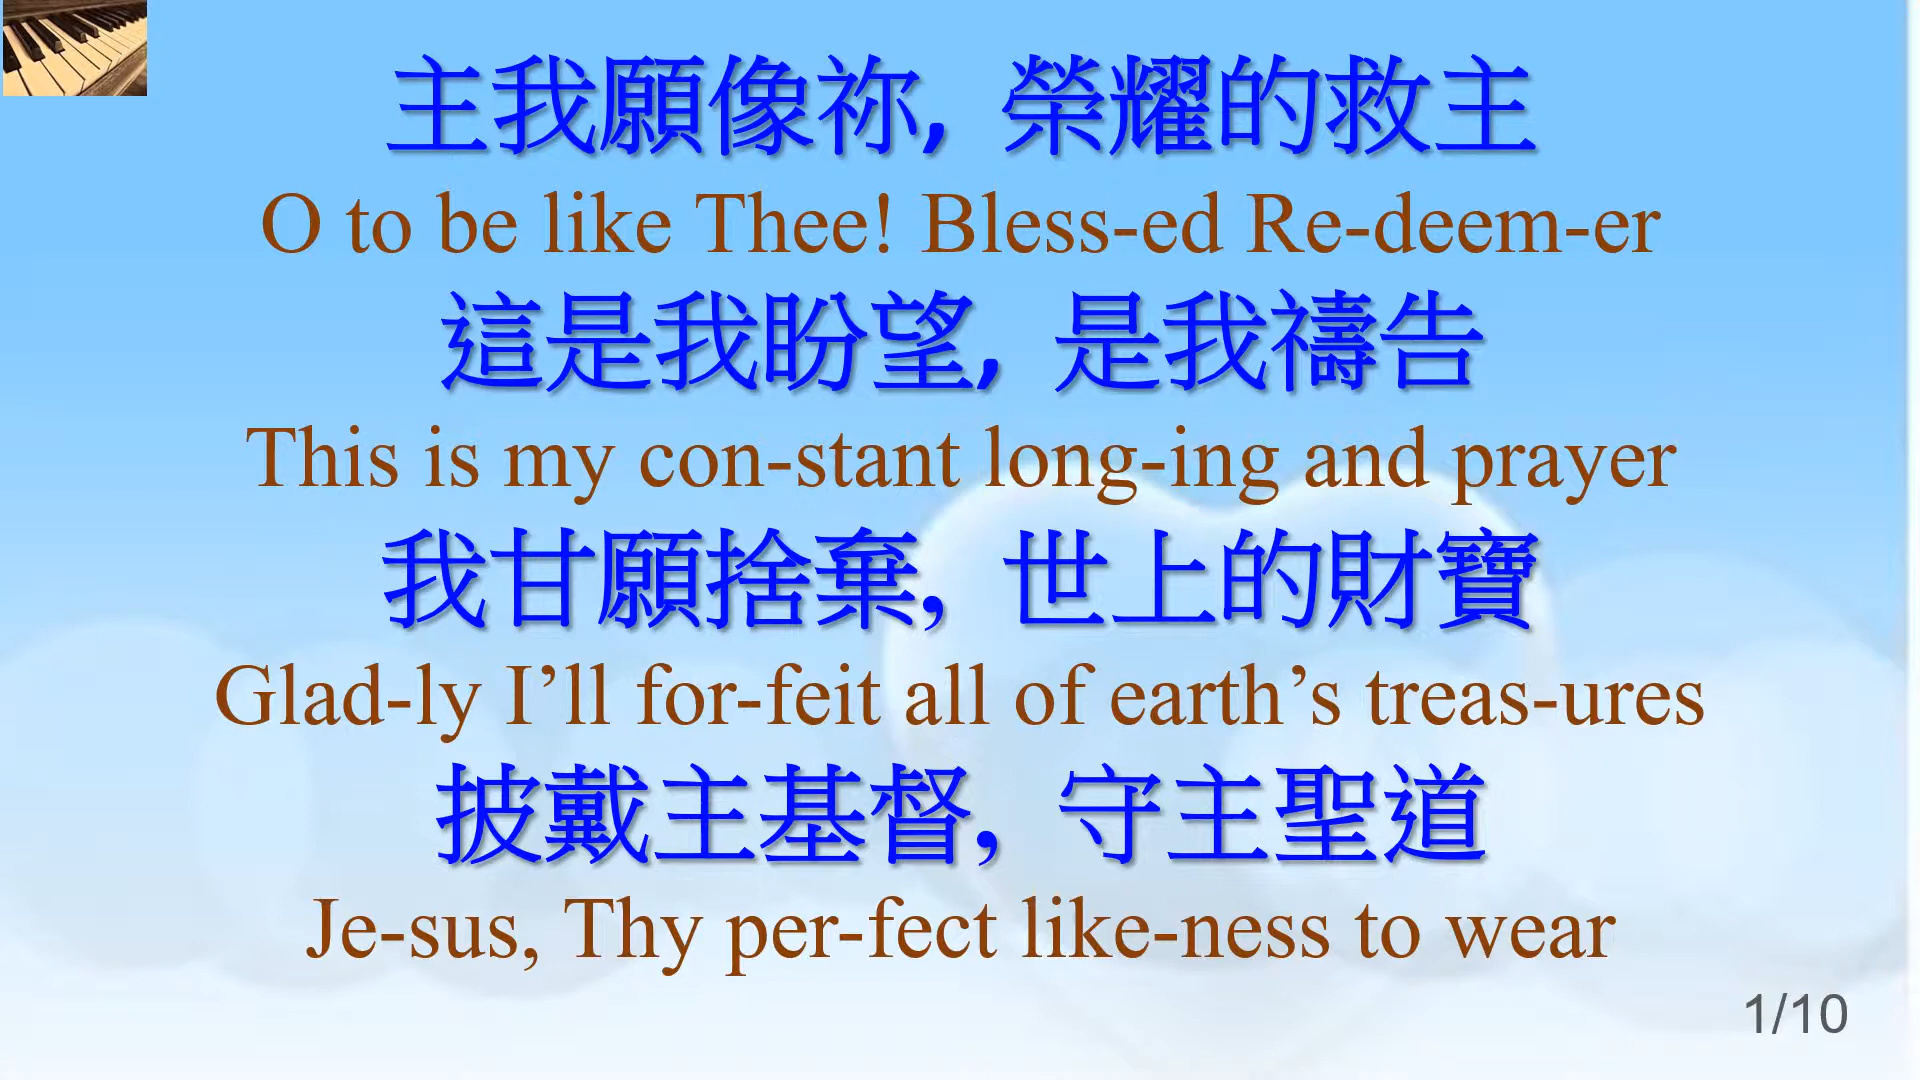 主我願像祢, 榮耀的救主
O to be like Thee! Bless-ed Re-deem-er
這是我盼望, 是我禱告
This is my con-stant long-ing and prayer
我甘願捨棄, 世上的財寶
Glad-ly I’ll for-feit all of earth’s treas-ures
披戴主基督, 守主聖道
Je-sus, Thy per-fect like-ness to wear
1/10